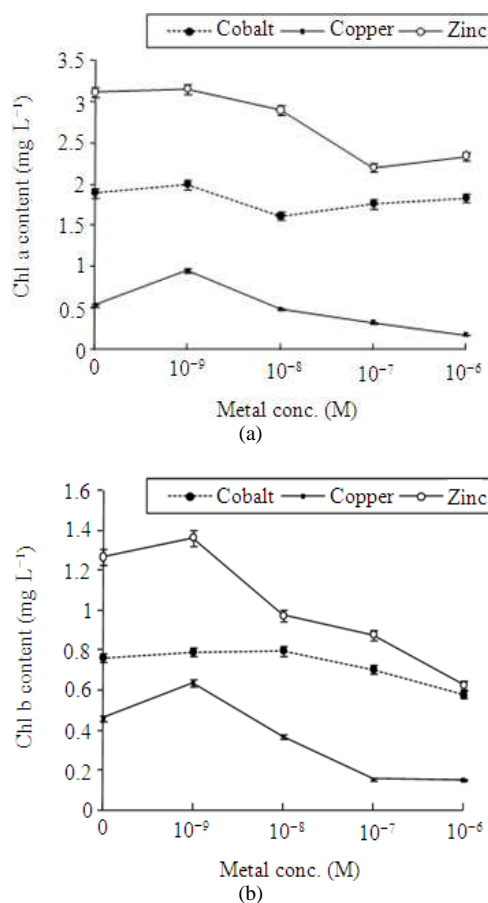 Cobalt Copper Zinc
3.5
3
2.5
2
1.5
1
0.5
0
Chl a content (mg L⁻¹)
0 10⁻⁹ 10⁻⁸ 10⁻⁷ 10⁻⁶
Metal conc. (M)
(a)
Cobalt Copper Zinc
1.6
1.4
1.2
1
0.8
0.6
0.4
0.2
0
Chl b content (mg L⁻¹)
0 10⁻⁹ 10⁻⁸ 10⁻⁷ 10⁻⁶
Metal conc. (M)
(b)